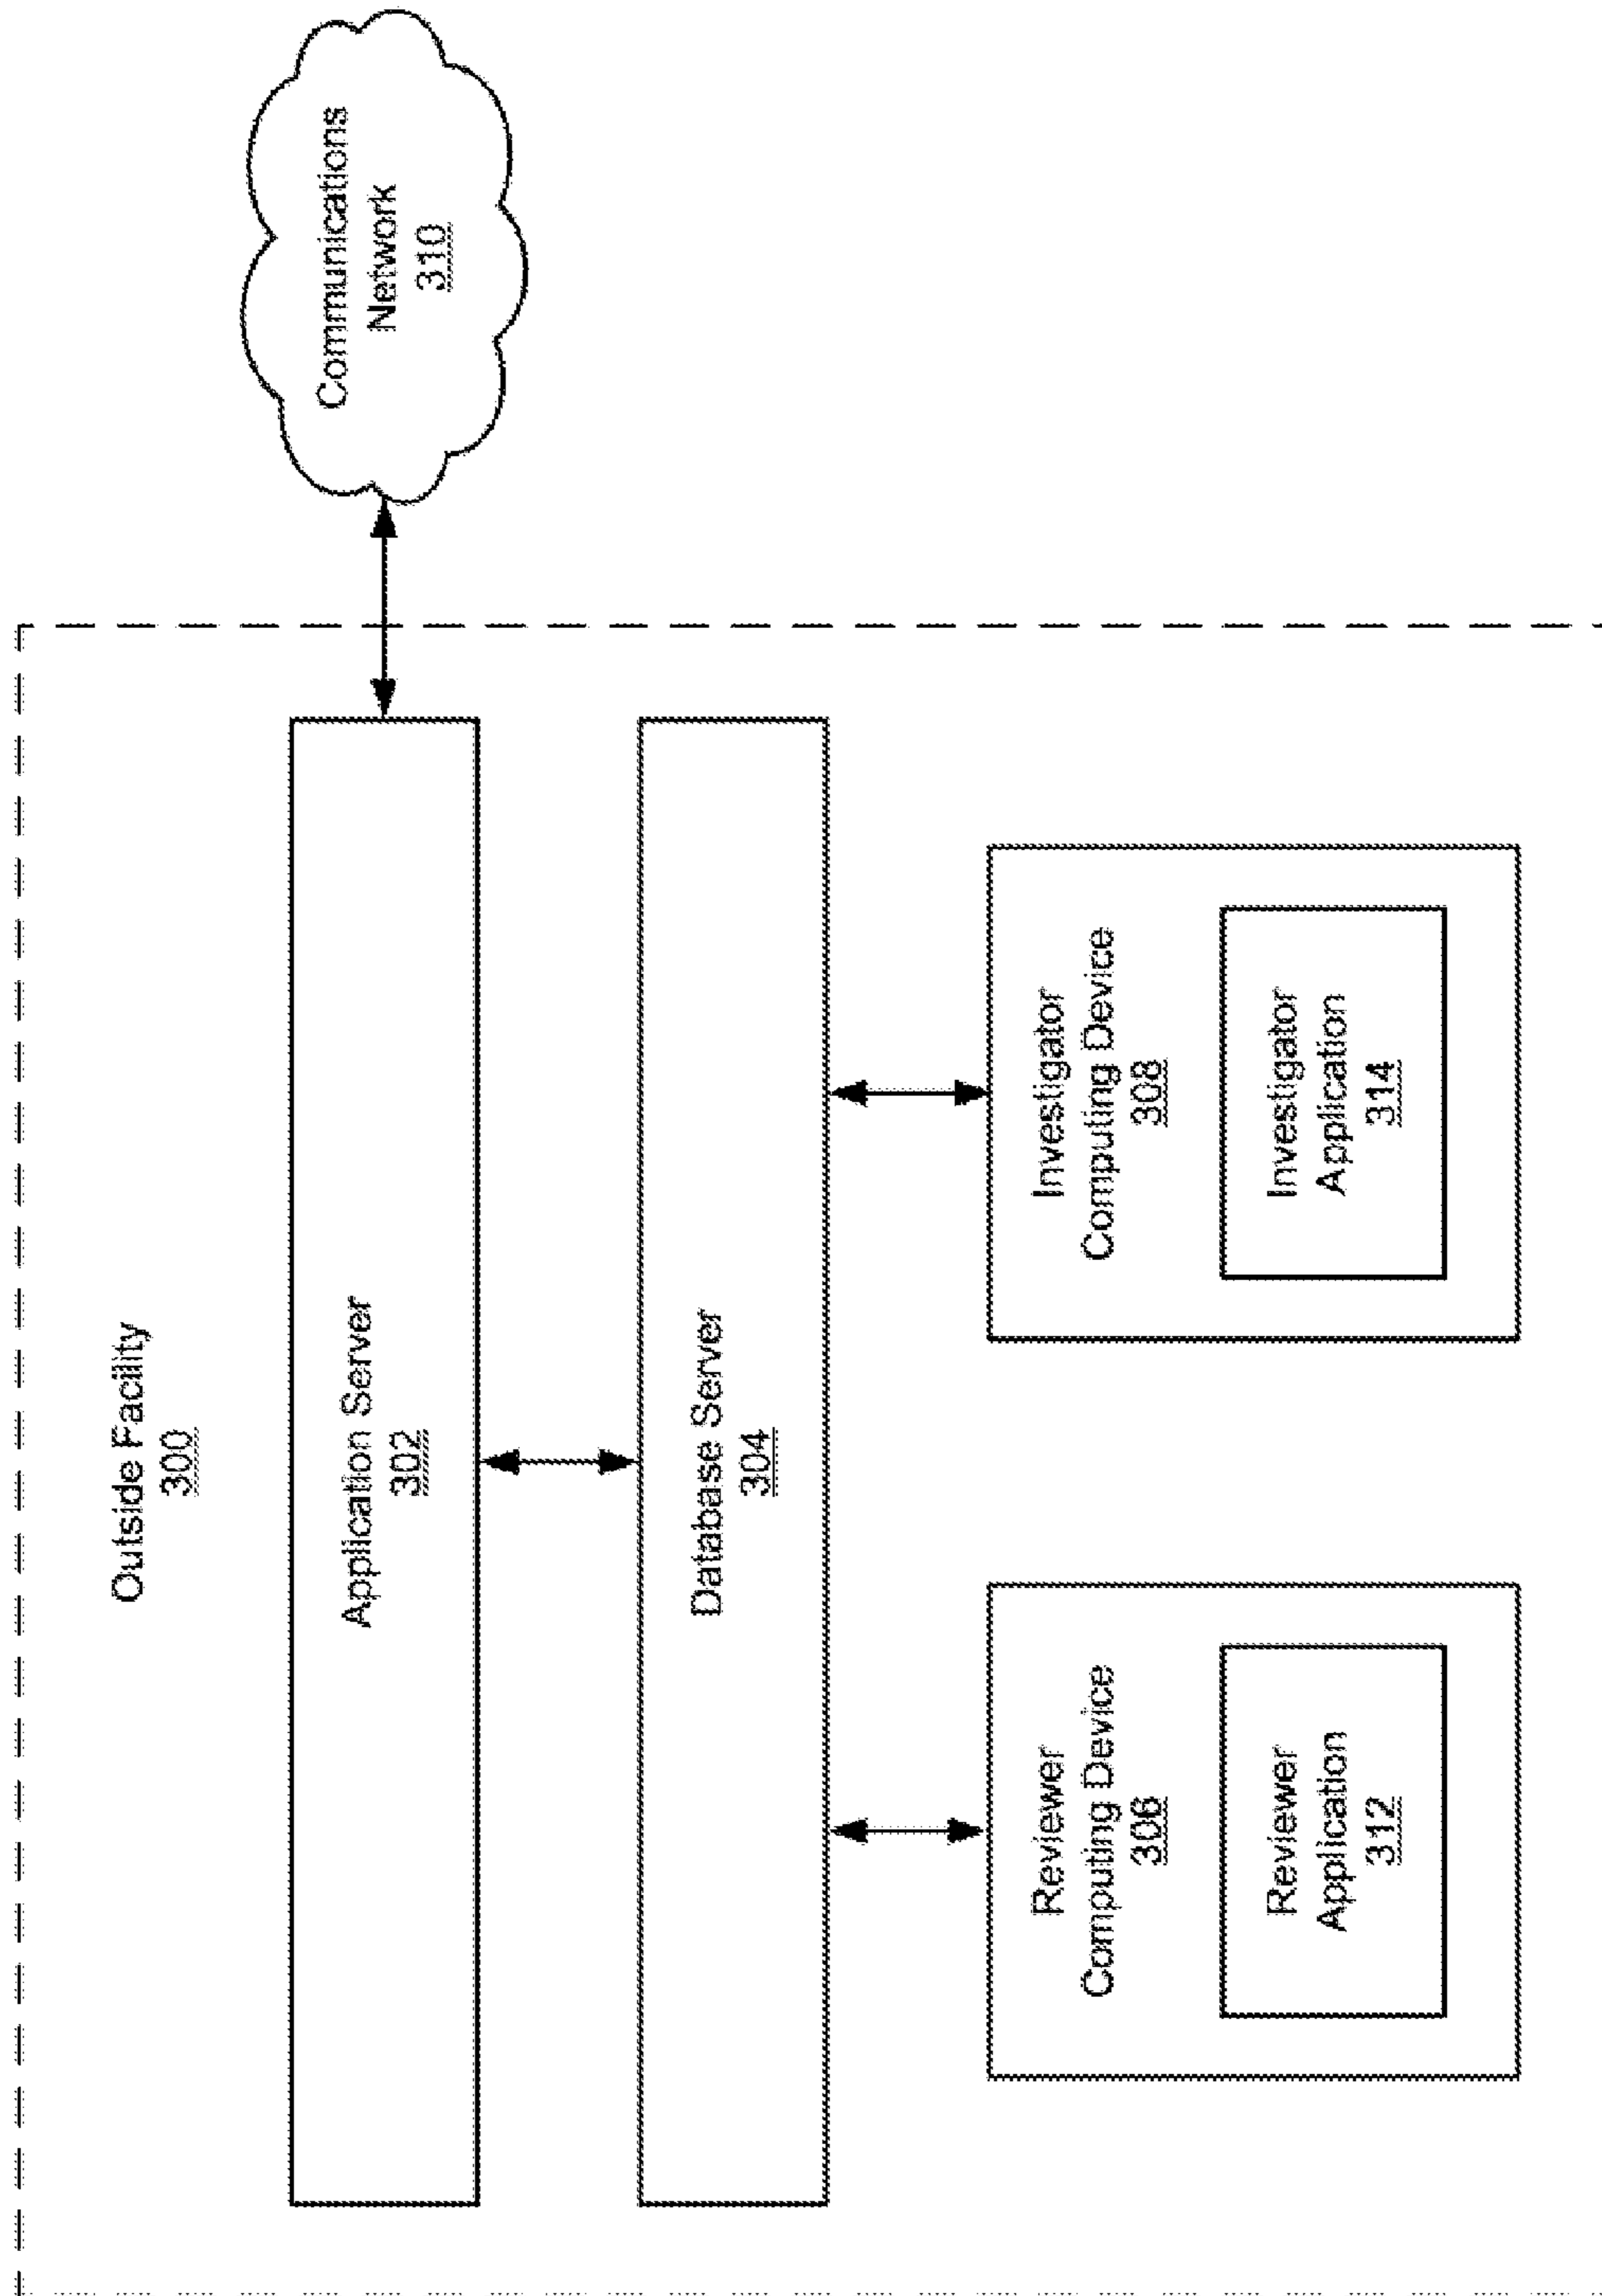 Outside Facility
300
Application Server
302
Communications
Network
310
Database Server
304
Reviewer
Computing Device
306
Reviewer
Application
312
Investigator
Computing Device
308
Investigator
Application
314